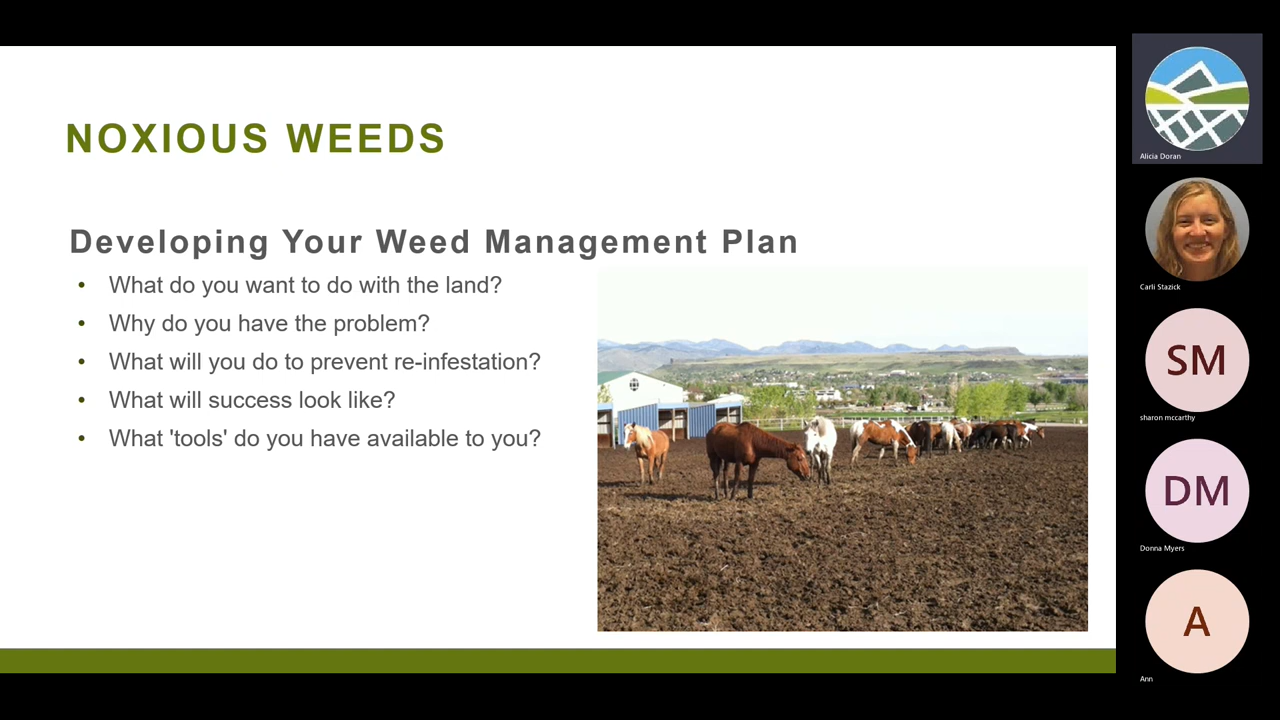 NOXIOUS WEEDS
Developing Your Weed Management Plan
• What do you want to do with the land?
• Why do you have the problem?
• What will you do to prevent re-infestation?
• What will success look like?
• What 'tools' do you have available to you?
Alicia Doran
Carli Stazick
SM
sharon mccarthy
DM
Donna Myers
A
Ann